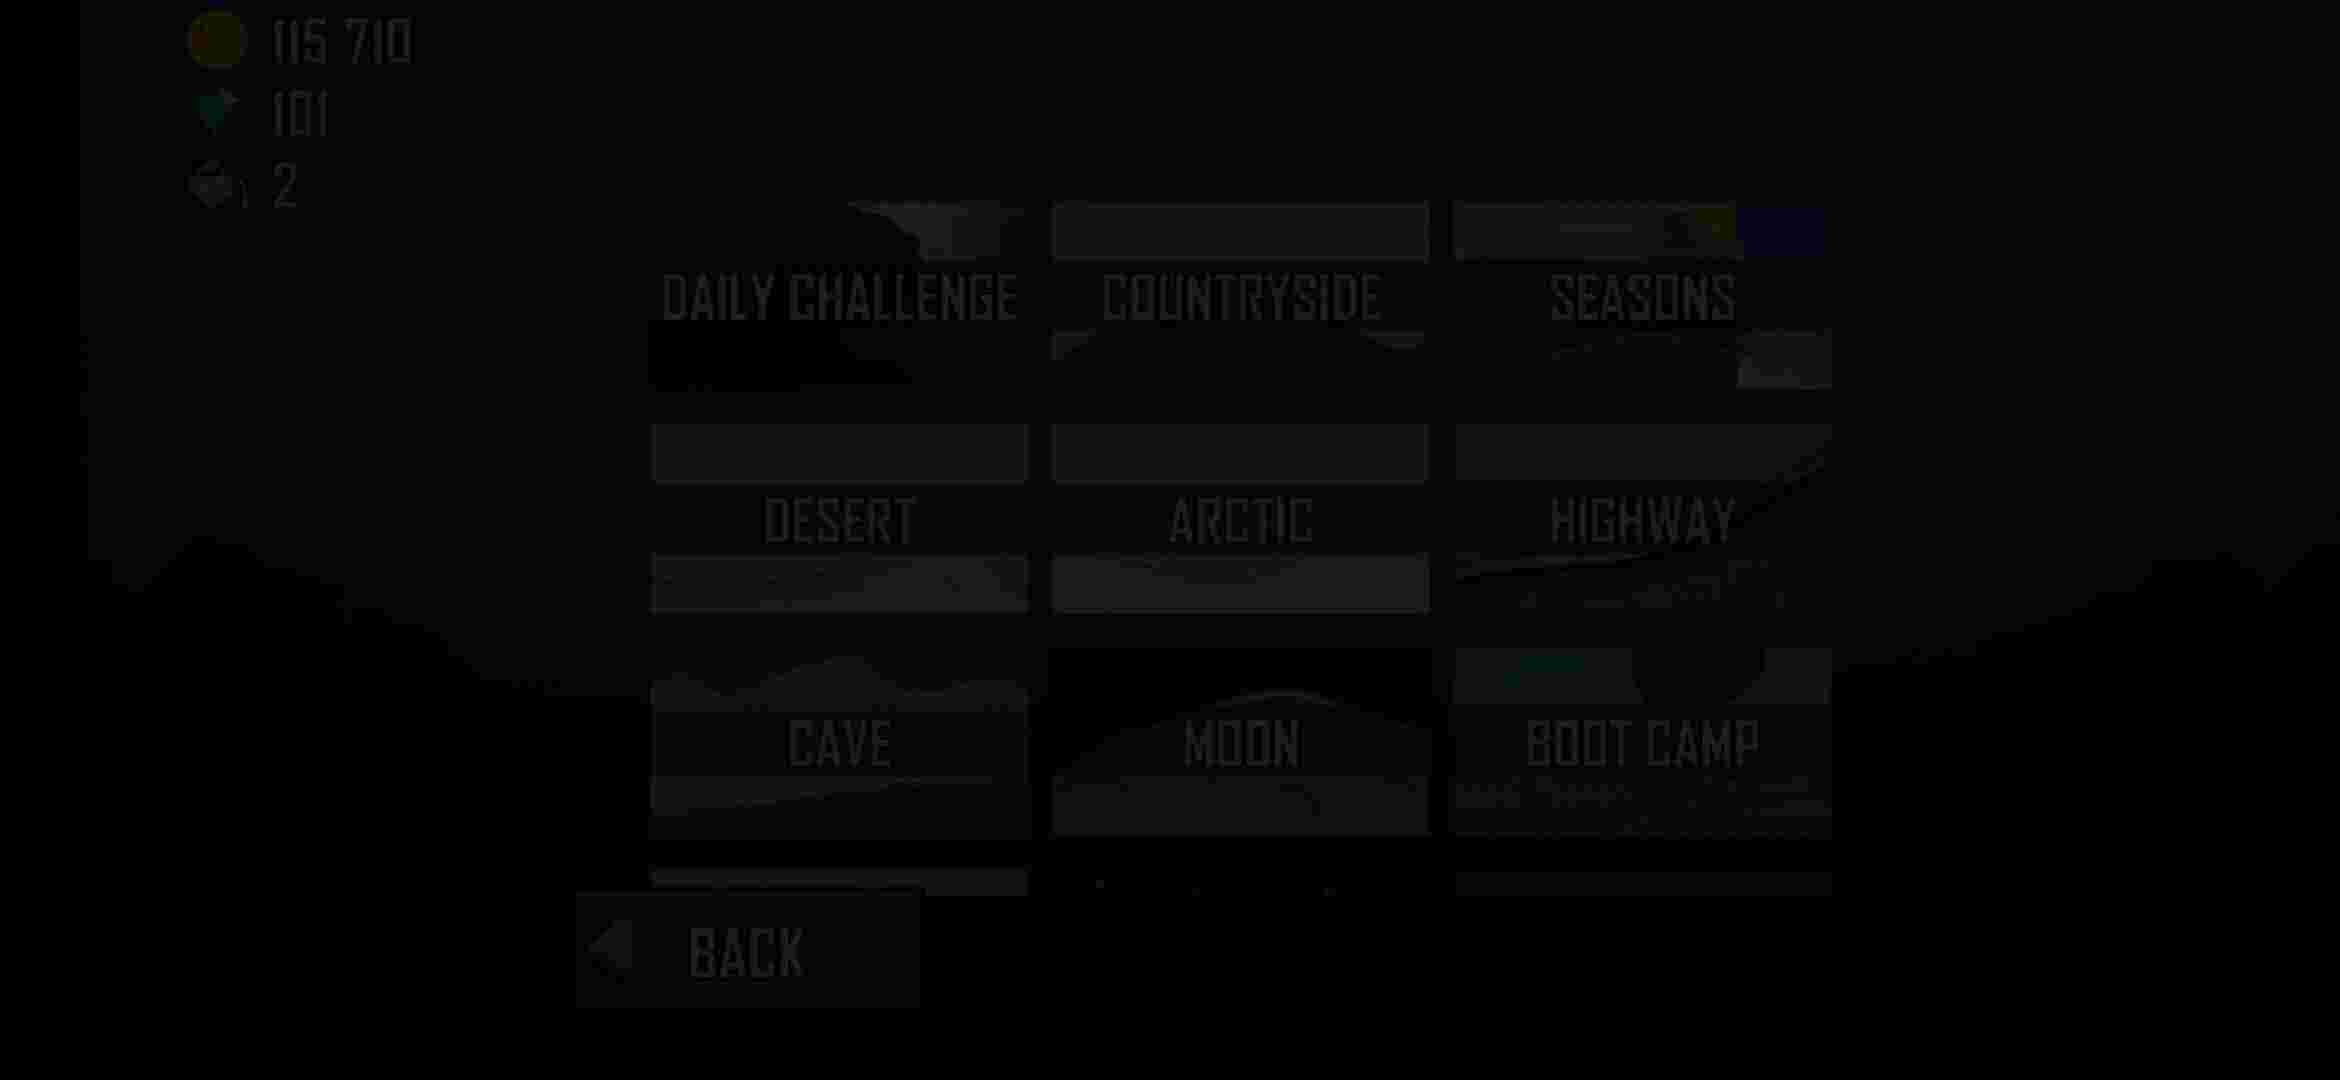 115 710
101
2
DAILY CHALLENGE
COUNTRYSIDE
SEASONS
DESERT
ARCTIC
HIGHWAY
CAVE
MOON
BOOT CAMP
BACK